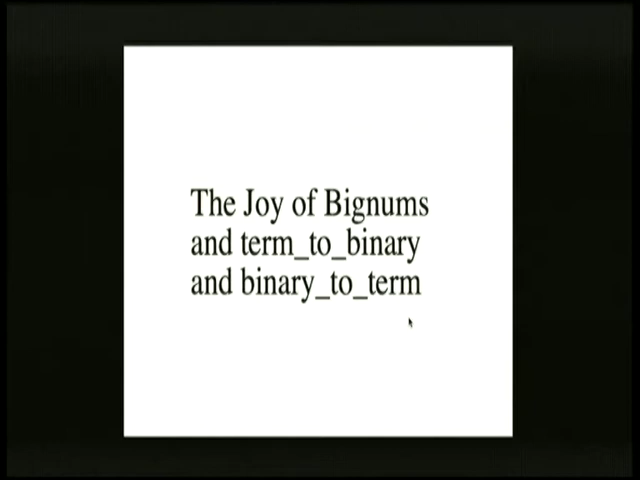 The Joy of Bignums
and term_to_binary
and binary_to_term